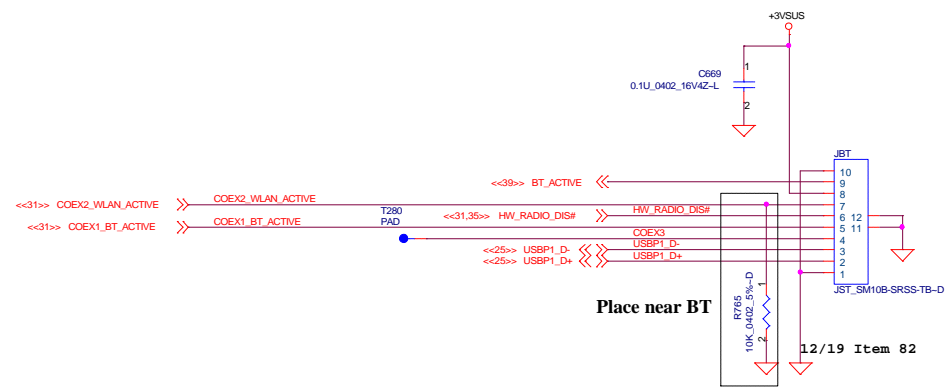 +3VSUS
1
C669
0.1U_0402_16V4Z~L
2
JBT
10
<<39>> BT_ACTIVE
9
8
COEX2_WLAN_ACTIVE
<<31>> COEX2_WLAN_ACTIVE
7
T280
PAD
<<31,35>> HW_RADIO_DIS#
HW_RADIO_DIS#
6 12
<<31>> COEX1_BT_ACTIVE
COEX1_BT_ACTIVE
5 11
COEX3
4
<<25>> USBP1_D-
USBP1_D-
3
<<25>> USBP1_D+
USBP1_D+
2
1
JST_SM10B-SRSS-TB~D
Place near BT
1
R765
10K_0402_5%~D
2
12/19 Item 82